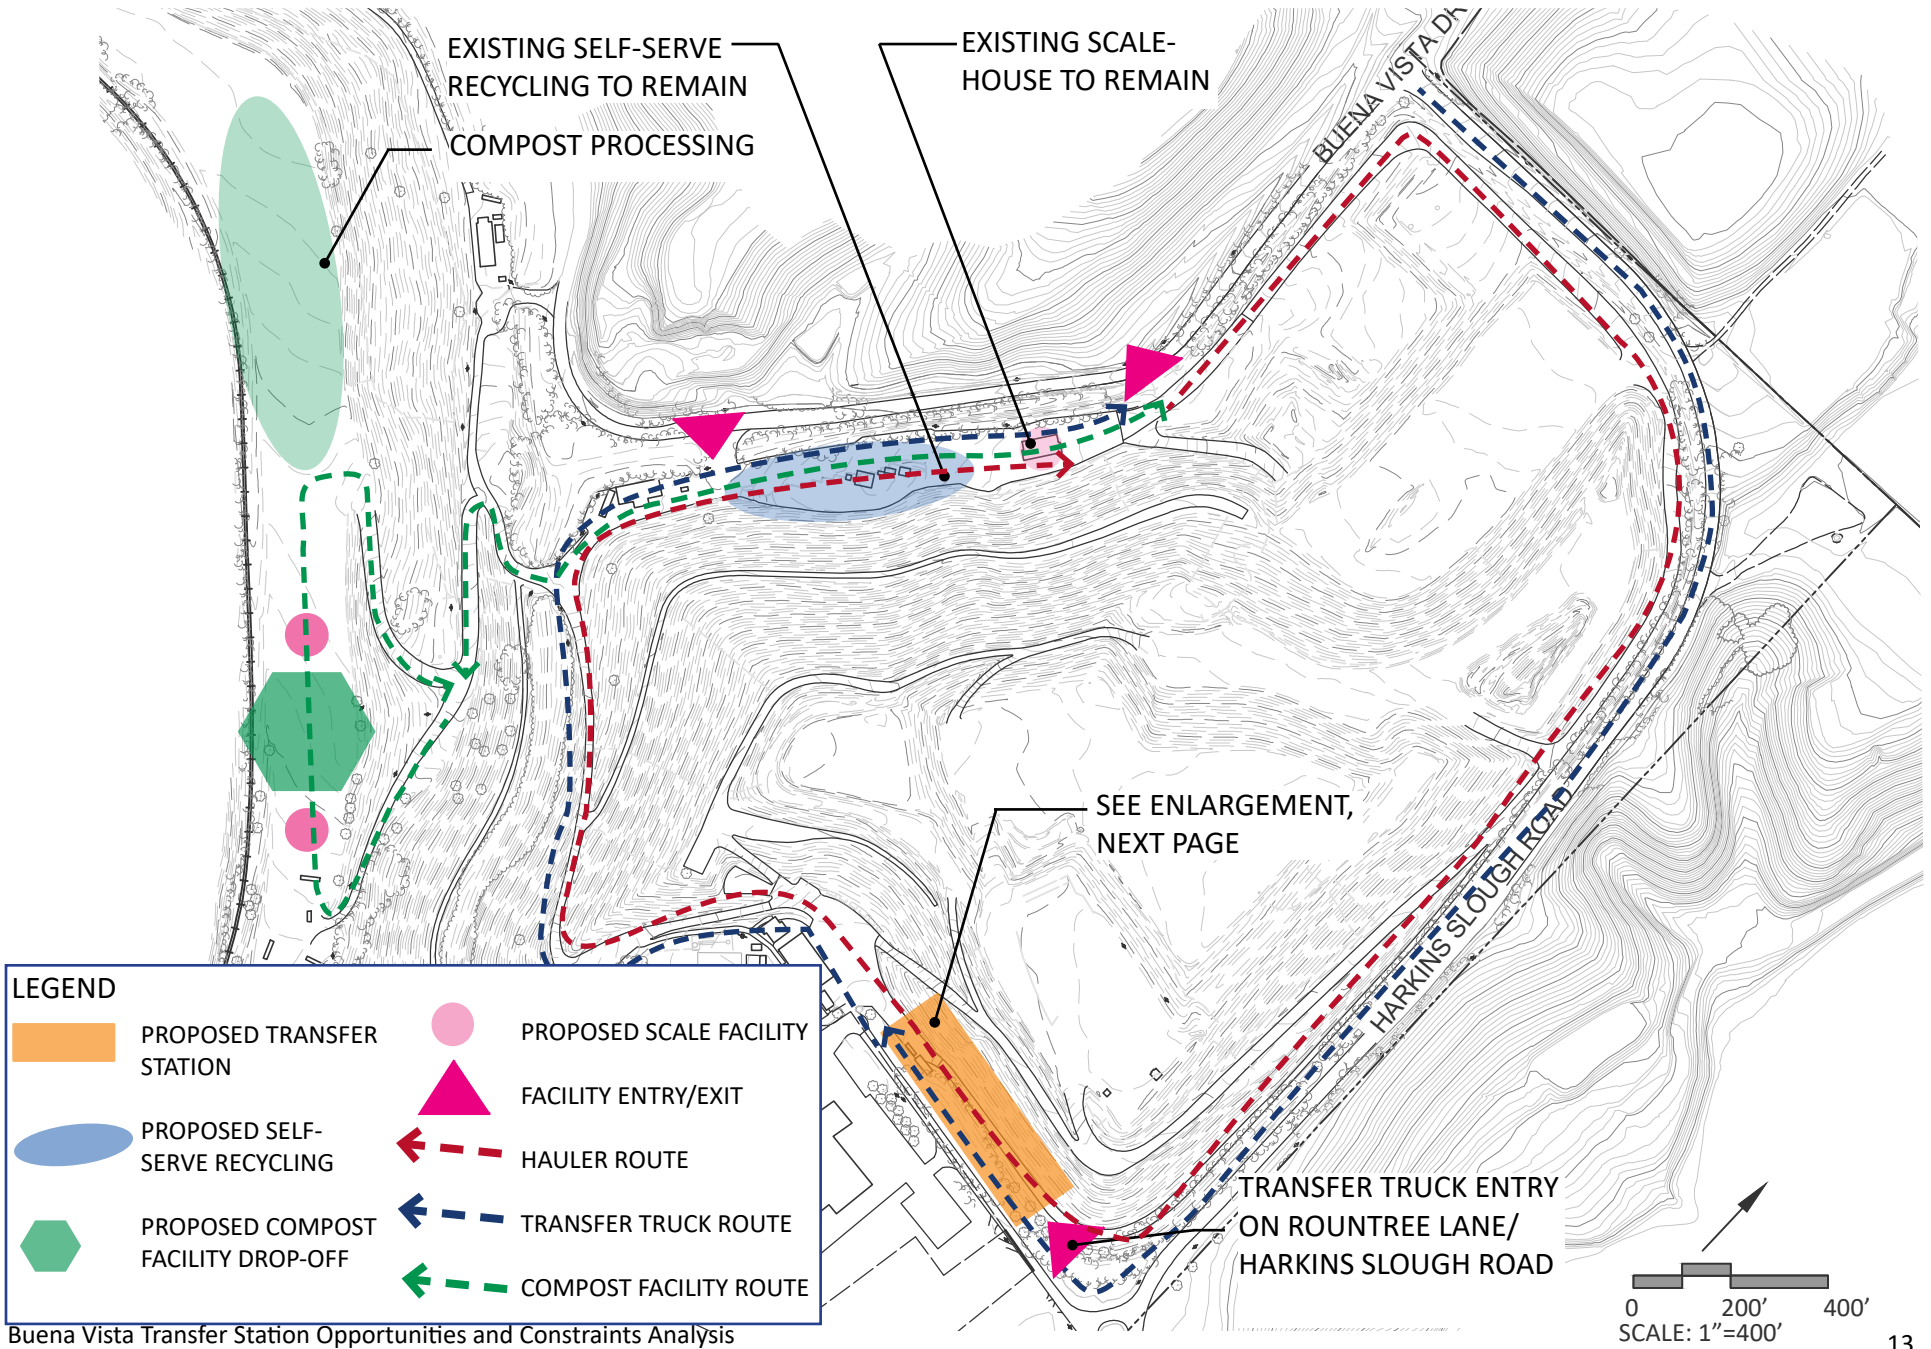 EXISTING SELF-SERVE
RECYCLING TO REMAIN
EXISTING SCALE-
HOUSE TO REMAIN
COMPOST PROCESSING
BUENA VISTA DR
SEE ENLARGEMENT,
NEXT PAGE
HARKINS SLOUGH ROAD
TRANSFER TRUCK ENTRY
ON ROUNTREE LANE/
HARKINS SLOUGH ROAD
LEGEND
PROPOSED TRANSFER
STATION
PROPOSED SELF-
SERVE RECYCLING
PROPOSED COMPOST
FACILITY DROP-OFF
PROPOSED SCALE FACILITY
FACILITY ENTRY/EXIT
HAULER ROUTE
TRANSFER TRUCK ROUTE
COMPOST FACILITY ROUTE
0 200’ 400’
SCALE: 1”=400’
Buena Vista Transfer Station Opportunities and Constraints Analysis
13